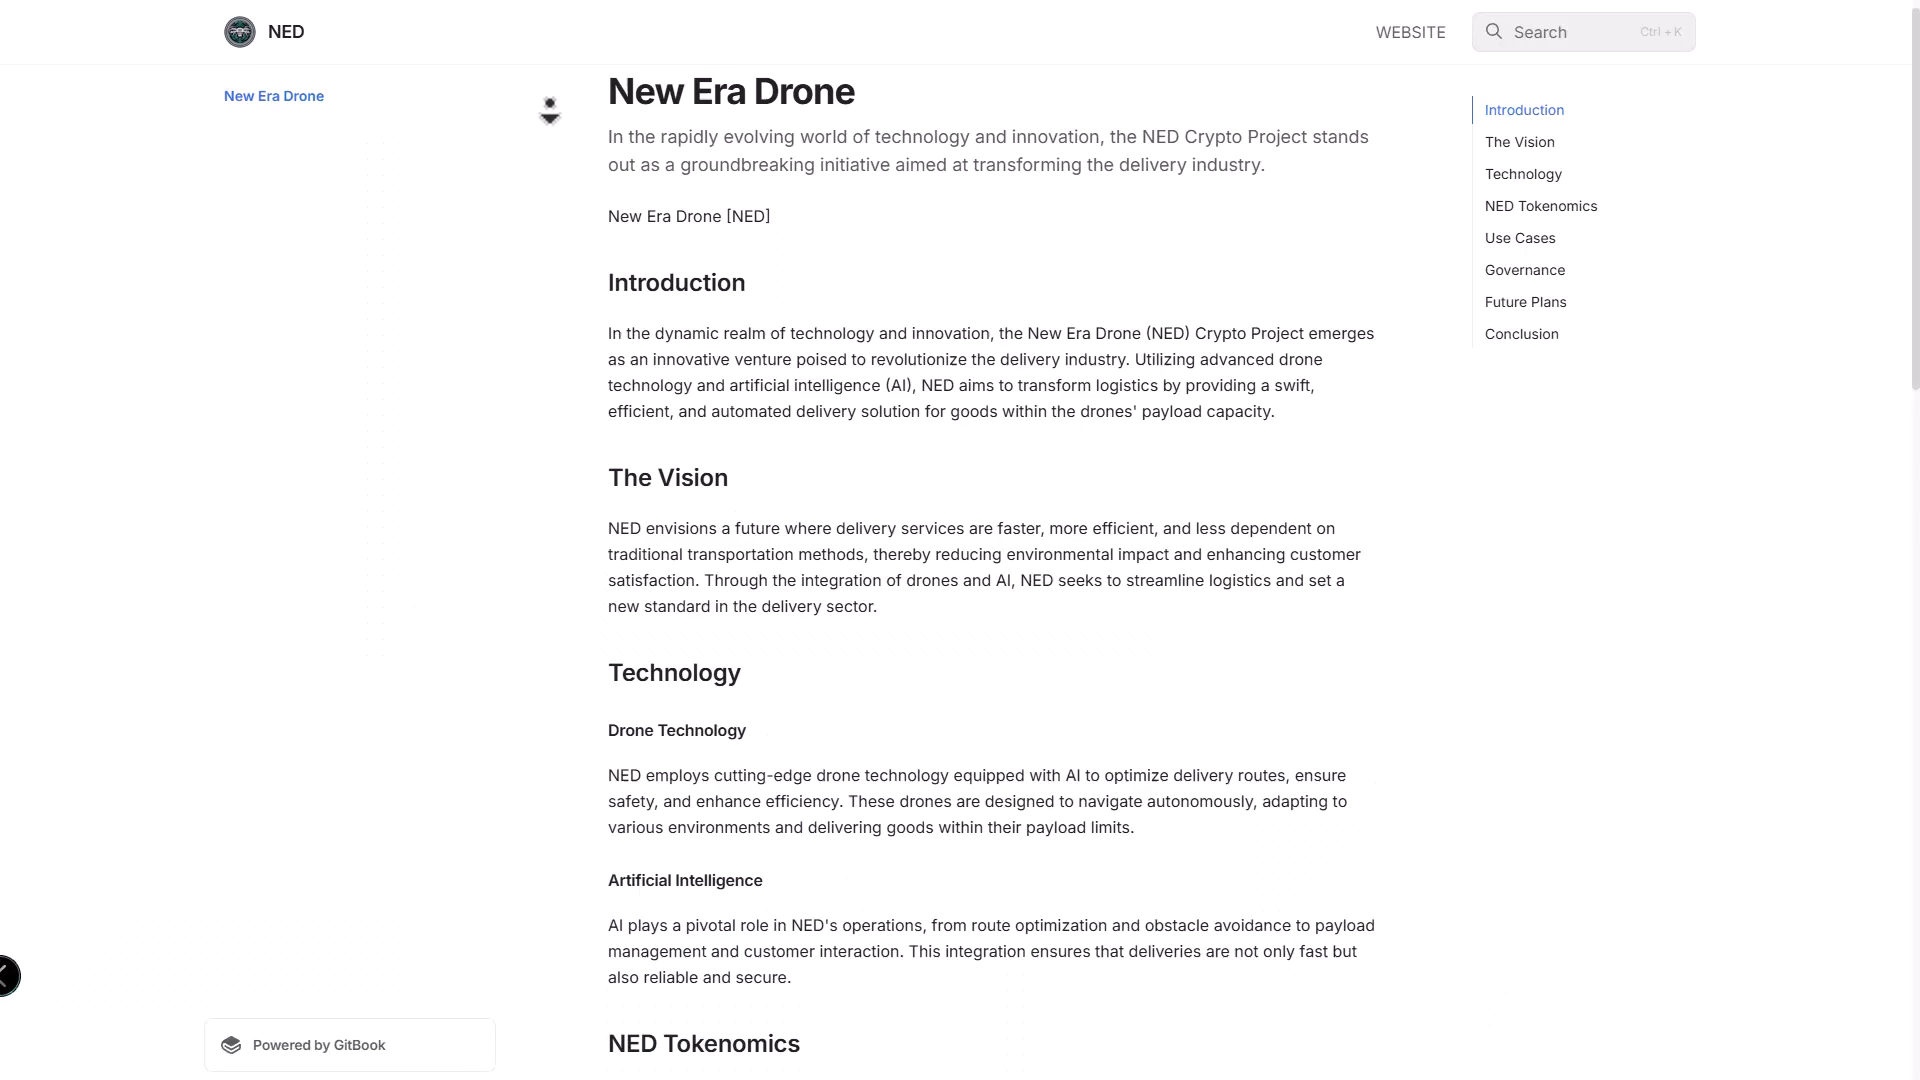 NED
WEBSITE
Search
Ctrl + K
New Era Drone
New Era Drone
In the rapidly evolving world of technology and innovation, the NED Crypto Project stands
out as a groundbreaking initiative aimed at transforming the delivery industry.
New Era Drone [NED]
Introduction
In the dynamic realm of technology and innovation, the New Era Drone (NED) Crypto Project emerges
as an innovative venture poised to revolutionize the delivery industry. Utilizing advanced drone
technology and artificial intelligence (AI), NED aims to transform logistics by providing a swift,
efficient, and automated delivery solution for goods within the drones' payload capacity.
The Vision
NED envisions a future where delivery services are faster, more efficient, and less dependent on
traditional transportation methods, thereby reducing environmental impact and enhancing customer
satisfaction. Through the integration of drones and AI, NED seeks to streamline logistics and set a
new standard in the delivery sector.
Technology
Drone Technology
NED employs cutting-edge drone technology equipped with AI to optimize delivery routes, ensure
safety, and enhance efficiency. These drones are designed to navigate autonomously, adapting to
various environments and delivering goods within their payload limits.
Artificial Intelligence
AI plays a pivotal role in NED's operations, from route optimization and obstacle avoidance to payload
management and customer interaction. This integration ensures that deliveries are not only fast but
also reliable and secure.
NED Tokenomics
Introduction
The Vision
Technology
NED Tokenomics
Use Cases
Governance
Future Plans
Conclusion
Powered by GitBook